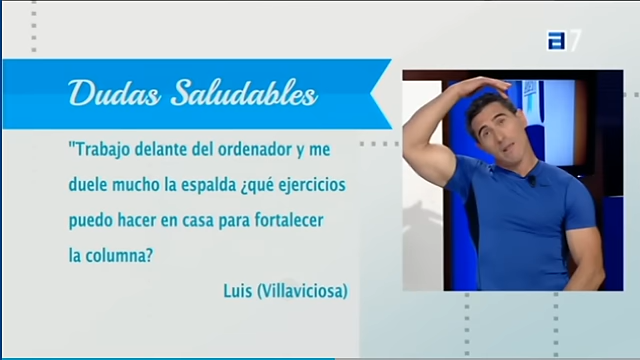 a7
Dudas Saludables
"Trabajo delante del ordenador y me
duele mucho la espalda ¿qué ejercicios
puedo hacer en casa para fortalecer
la columna?
Luis (Villaviciosa)